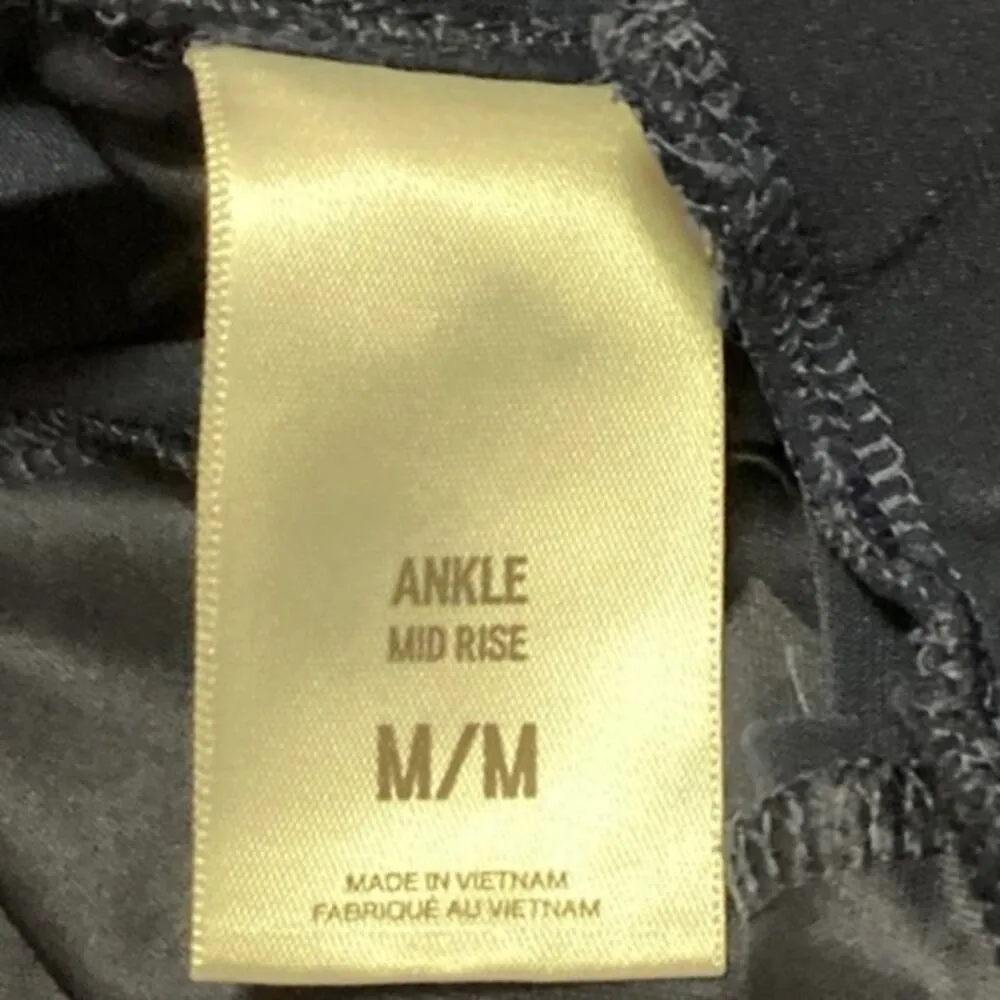 ANKLE
MID RISE
M/M
MADE IN VIETNAM
FABRIQUÉ AU VIETNAM